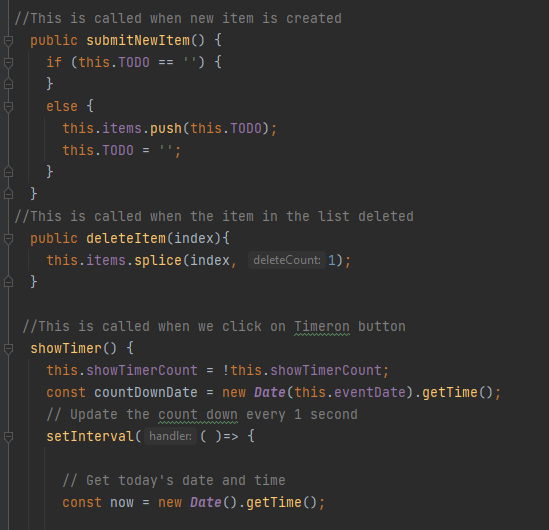 //This is called when new item is created
public submitNewItem() {
if (this.TODO == '') {
}
else {
this.items.push(this.TODO);
this.TODO = '';
}
}
//This is called when the item in the list deleted
public deleteItem(index){
this.items.splice(index, deleteCount: 1);
}
//This is called when we click on Timeron button
showTimer() {
this.showTimerCount = !this.showTimerCount;
const countDownDate = new Date(this.eventDate).getTime();
// Update the count down every 1 second
setInterval( handler: ( )=> {
// Get today's date and time
const now = new Date().getTime();